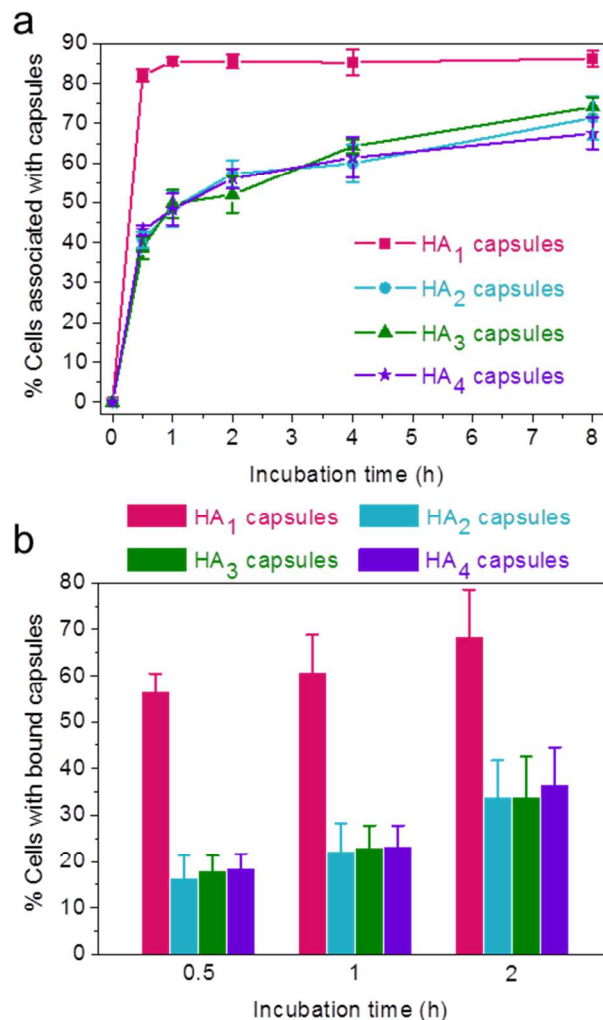 a
% Cells associated with capsules
90
80
70
60
50
40
30
20
10
0
HA1 capsules
HA2 capsules
HA3 capsules
HA4 capsules
0 1 2 3 4 5 6 7 8
Incubation time (h)
HA1 capsules HA2 capsules
HA3 capsules HA4 capsules
b
% Cells with bound capsules
80
70
60
50
40
30
20
10
0
0.5 1 2
Incubation time (h)